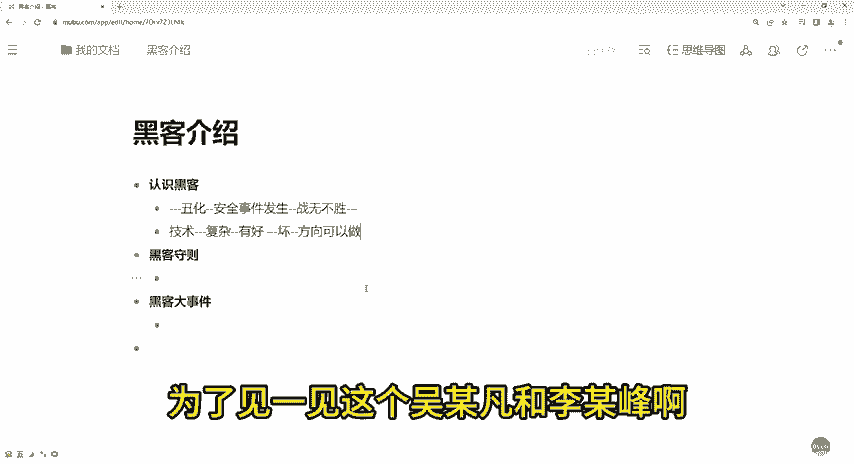 黑客介绍 - 幕布
mubu.com/app/edit/home/
我的文档 黑客介绍 思维导图
黑客介绍
认识黑客
---丑化--安全事件发生--战无不胜---
技术---复杂--有好 ---坏--方向可以做
黑客守则
黑客大事件
为了见一见这个吴某凡和李某峰啊
英